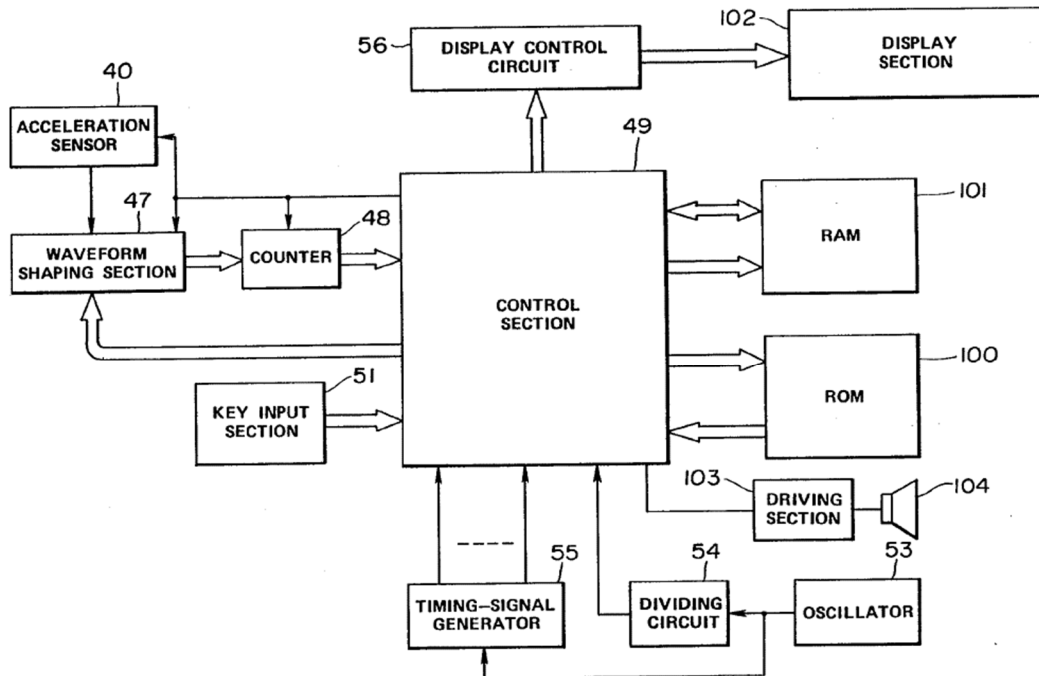 102
56
DISPLAY CONTROL
CIRCUIT
DISPLAY
SECTION
40
ACCELERATION
SENSOR
49
47
48
101
WAVEFORM
SHAPING SECTION
COUNTER
RAM
CONTROL
SECTION
51
100
KEY INPUT
SECTION
ROM
103
104
DRIVING
SECTION
55
54
53
TIMING-SIGNAL
GENERATOR
DIVIDING
CIRCUIT
OSCILLATOR